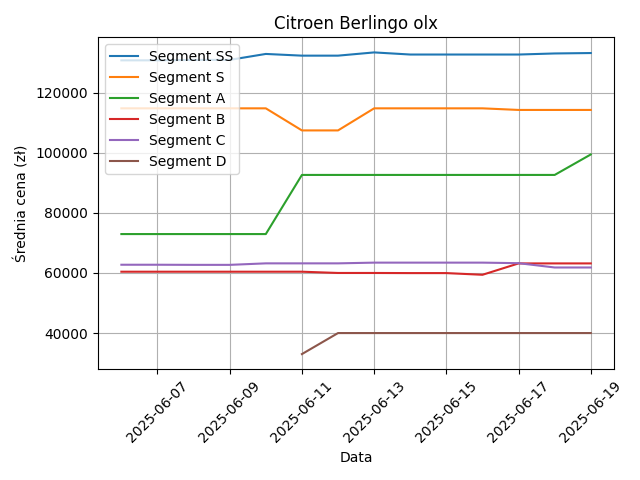 Citroen Berlingo olx
Segment SS
Segment S
Segment A
Segment B
Segment C
Segment D
Średnia cena (zł)
120000
100000
80000
60000
40000
2025-06-07
2025-06-09
2025-06-11
2025-06-13
2025-06-15
2025-06-17
2025-06-19
Data